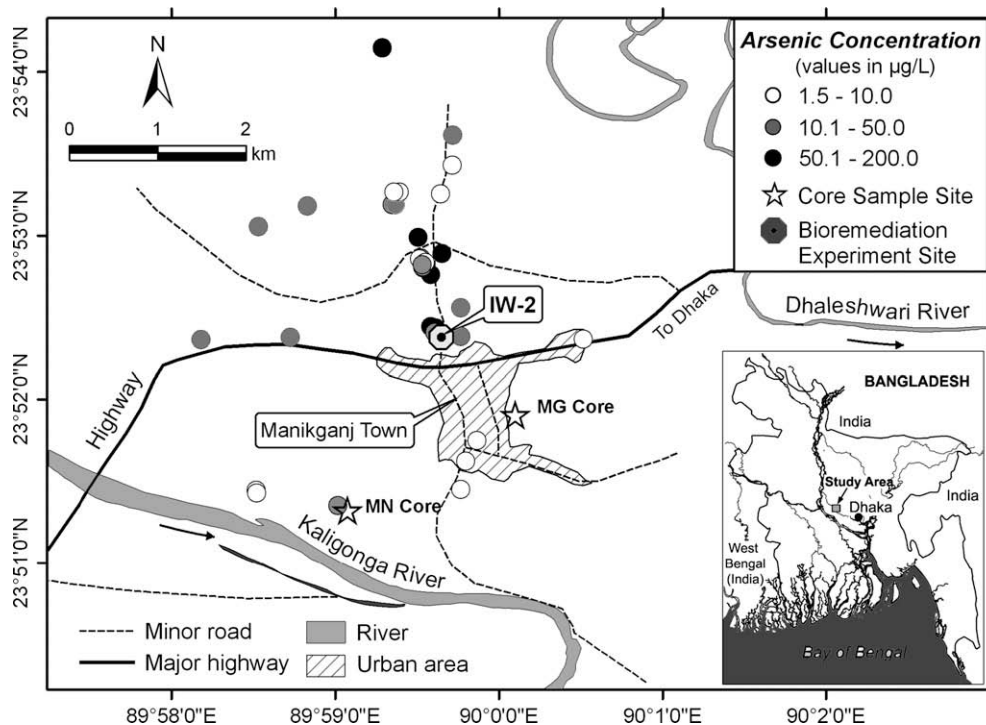 N
0 1 2
km
Arsenic Concentration
(values in µg/L)
1.5 - 10.0
10.1 - 50.0
50.1 - 200.0
Core Sample Site
Bioremediation
Experiment Site
23°54'0"N
23°53'0"N
23°52'0"N
23°51'0"N
IW-2
To Dhaka
Dhaleshwari River
Highway
Manikganj Town
MG Core
MN Core
Kaligonga River
BANGLADESH
India
Study Area
Dhaka
India
West
Bengal
(India)
Bay of Bengal
Minor road
River
Major highway
Urban area
89°58'0"E 89°59'0"E 90°0'0"E 90°1'0"E 90°2'0"E